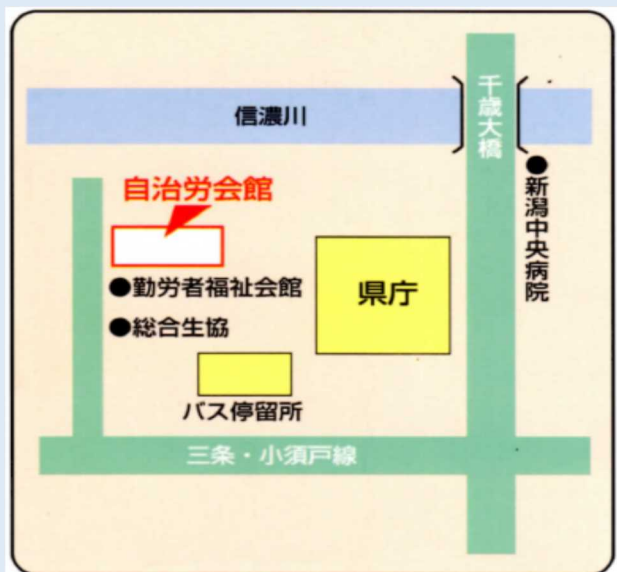 信濃川
千歳大橋
新潟中央病院
自治労会館
勤労者福祉会館
総合生協
県庁
バス停留所
三条・小須戸線